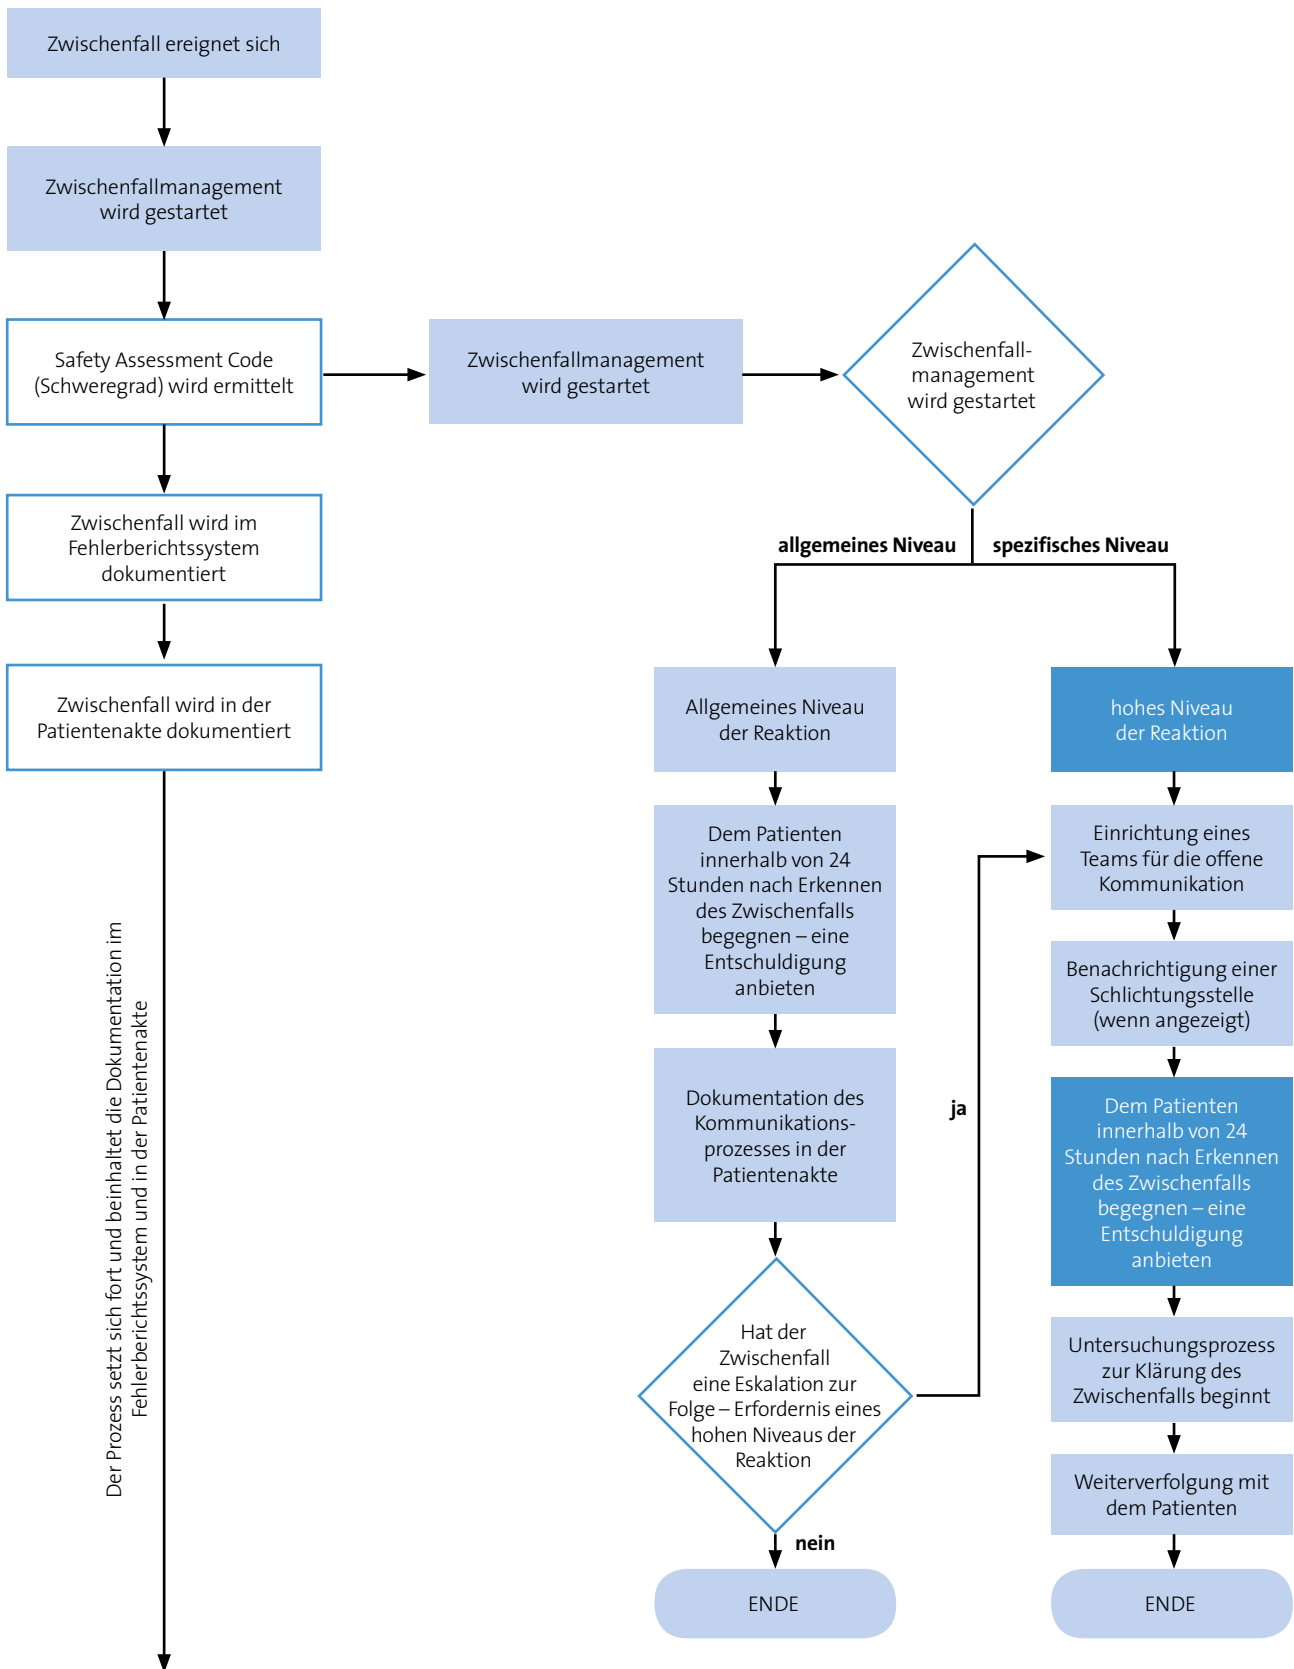 Zwischenfall ereignet sich
Zwischenfallmanagement
wird gestartet
Safety Assessment Code
(Schweregrad) wird ermittelt
Zwischenfallmanagement
wird gestartet
Zwischenfall-
management
wird gestartet
Zwischenfall wird im
Fehlerberichtssystem
dokumentiert
Zwischenfall wird in der
Patientenakte dokumentiert
Der Prozess setzt sich fort und beinhaltet die Dokumentation im
Fehlerberichtssystem und in der Patientenakte
allgemeines Niveau
spezifisches Niveau
Allgemeines Niveau
der Reaktion
Dem Patienten
innerhalb von 24
Stunden nach Erkennen
des Zwischenfalls
begegnen – eine
Entschuldigung
anbieten
Dokumentation des
Kommunikations-
prozesses in der
Patientenakte
Hat der
Zwischenfall
eine Eskalation zur
Folge – Erfordernis eines
hohen Niveaus der
Reaktion
ja
nein
ENDE
hohes Niveau
der Reaktion
Einrichtung eines
Teams für die offene
Kommunikation
Benachrichtigung einer
Schlichtungsstelle
(wenn angezeigt)
Dem Patienten
innerhalb von 24
Stunden nach Erkennen
des Zwischenfalls
begegnen – eine
Entschuldigung
anbieten
Untersuchungsprozess
zur Klärung des
Zwischenfalls beginnt
Weiterverfolgung mit
dem Patienten
ENDE